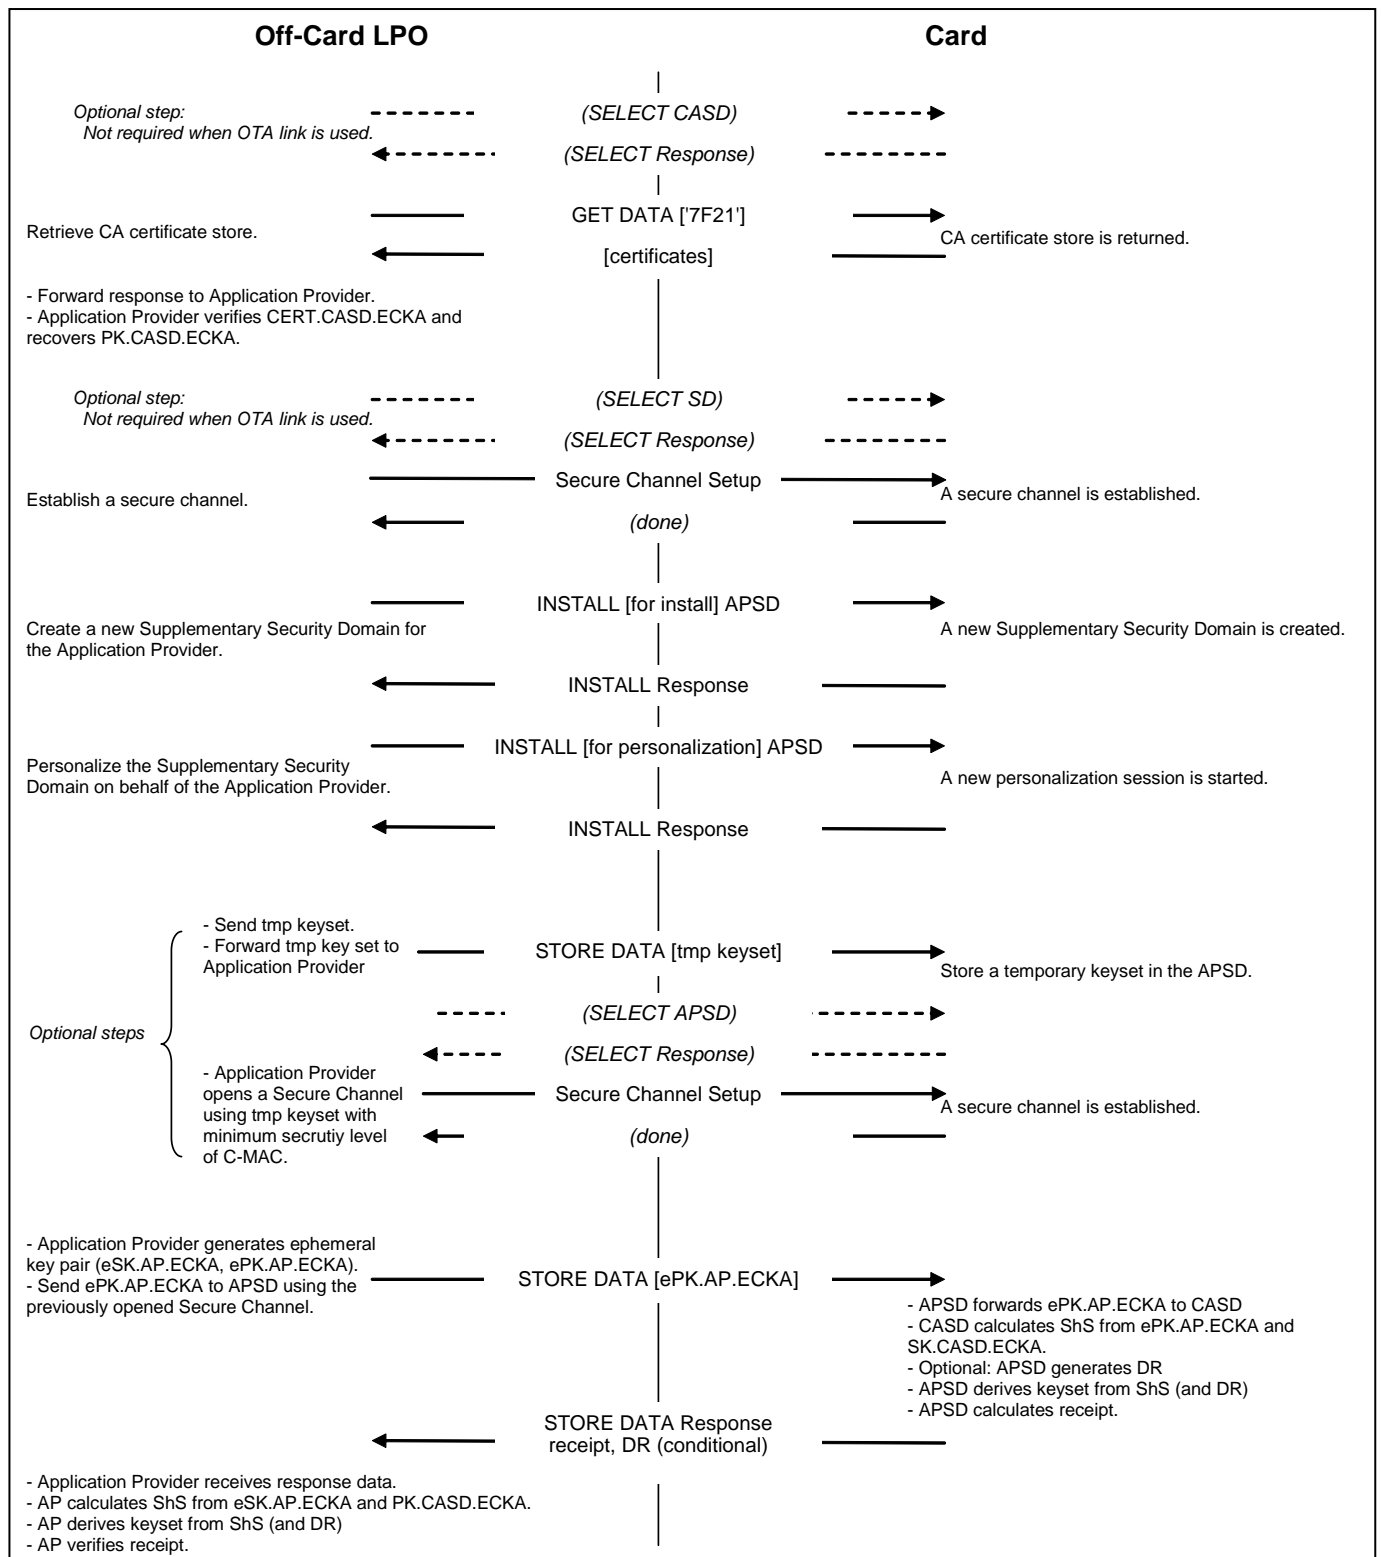 Off-Card LPO
Card
Optional step:
Not required when OTA link is used.
(SELECT CASD)
(SELECT Response)
GET DATA ['7F21']
Retrieve CA certificate store.
CA certificate store is returned.
[certificates]
- Forward response to Application Provider.
- Application Provider verifies CERT.CASD.ECKA and
recovers PK.CASD.ECKA.
Optional step:
Not required when OTA link is used.
(SELECT SD)
(SELECT Response)
Secure Channel Setup
Establish a secure channel.
A secure channel is established.
(done)
INSTALL [for install] APSD
Create a new Supplementary Security Domain for
the Application Provider.
A new Supplementary Security Domain is created.
INSTALL Response
INSTALL [for personalization] APSD
Personalize the Supplementary Security
Domain on behalf of the Application Provider.
A new personalization session is started.
INSTALL Response
Optional steps
- Send tmp keyset.
- Forward tmp key set to
Application Provider
STORE DATA [tmp keyset]
Store a temporary keyset in the APSD.
(SELECT APSD)
(SELECT Response)
- Application Provider
opens a Secure Channel
using tmp keyset with
minimum secrutiy level
of C-MAC.
Secure Channel Setup
A secure channel is established.
(done)
- Application Provider generates ephemeral
key pair (eSK.AP.ECKA, ePK.AP.ECKA).
- Send ePK.AP.ECKA to APSD using the
previously opened Secure Channel.
STORE DATA [ePK.AP.ECKA]
- APSD forwards ePK.AP.ECKA to CASD
- CASD calculates ShS from ePK.AP.ECKA and
SK.CASD.ECKA.
- Optional: APSD generates DR
- APSD derives keyset from ShS (and DR)
- APSD calculates receipt.
STORE DATA Response
receipt, DR (conditional)
- Application Provider receives response data.
- AP calculates ShS from eSK.AP.ECKA and PK.CASD.ECKA.
- AP derives keyset from ShS (and DR)
- AP verifies receipt.